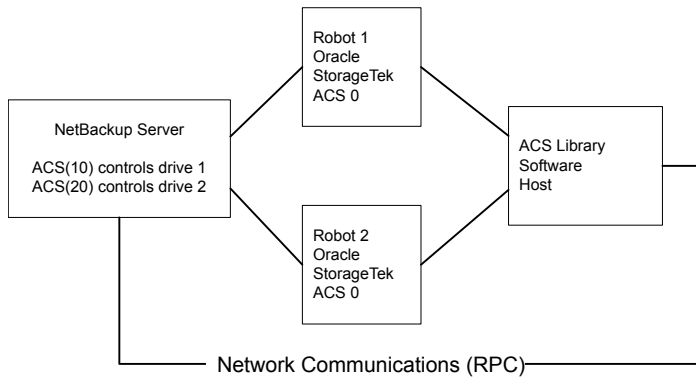 Robot 1
Oracle
StorageTek
ACS 0
NetBackup Server
ACS(10) controls drive 1
ACS(20) controls drive 2
ACS Library
Software
Host
Robot 2
Oracle
StorageTek
ACS 0
Network Communications (RPC)